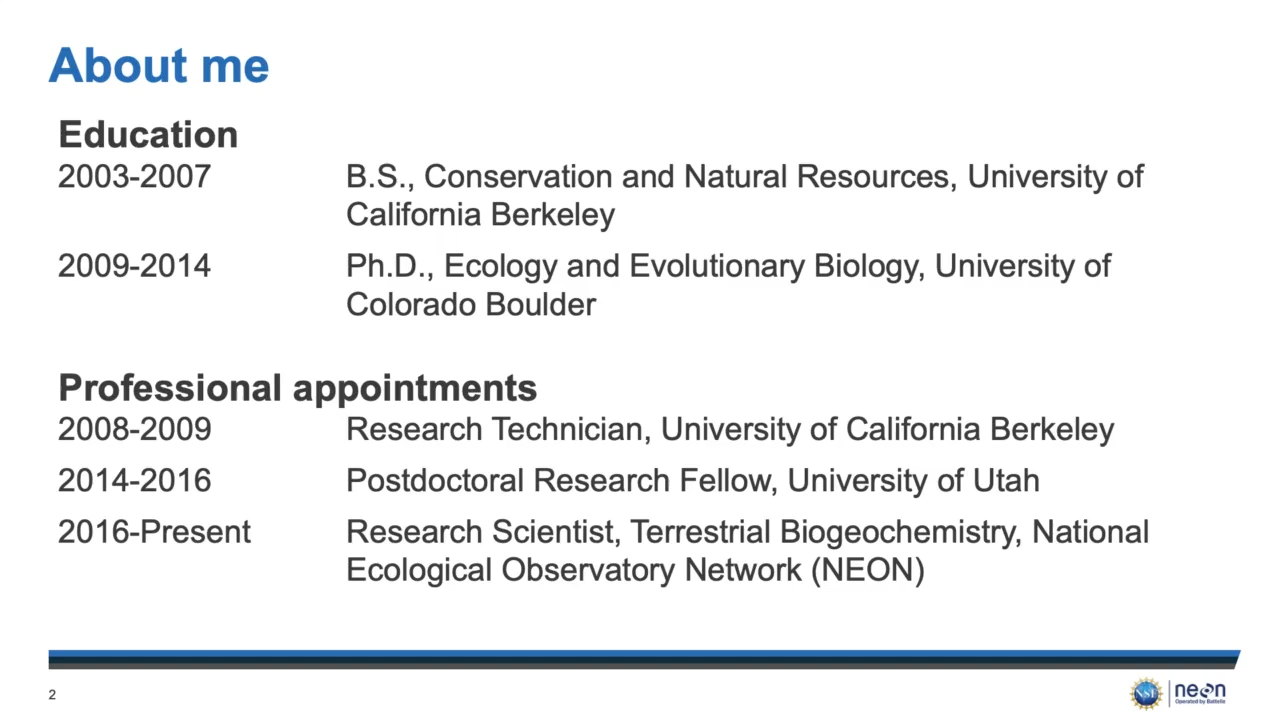 About me
Education
2003-2007 B.S., Conservation and Natural Resources, University of
California Berkeley
2009-2014 Ph.D., Ecology and Evolutionary Biology, University of
Colorado Boulder
Professional appointments
2008-2009 Research Technician, University of California Berkeley
2014-2016 Postdoctoral Research Fellow, University of Utah
2016-Present Research Scientist, Terrestrial Biogeochemistry, National
Ecological Observatory Network (NEON)
2
NSF
neon
Operated by Battelle